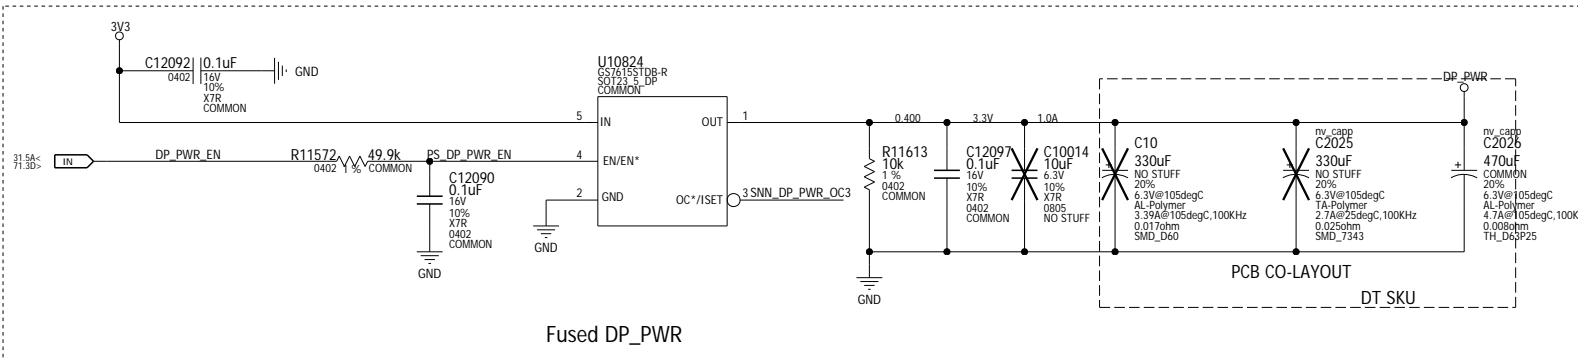 3V3
C12092
0402
0.1uF
16V
10%
X7R
COMMON
GND
31.5A<
71.3D>
IN
DP_PWR_EN
R11572
0402
49.9k
1 %
COMMON
PS_DP_PWR_EN
C12090
0.1uF
16V
10%
X7R
0402
COMMON
GND
U10824
GS7615STDB-R
SOT23_5_DP
COMMON
5
IN
4
EN/EN*
2
GND
GND
OUT
1
OC*/ISET
3
SNN_DP_PWR_OC3
0.400
3.3V
1.0A
R11613
10k
1 %
0402
COMMON
GND
C12097
0.1uF
16V
10%
X7R
0402
COMMON
C10014
10uF
6.3V
10%
X7R
0805
NO STUFF
C10
330uF
NO STUFF
20%
6.3V@105degC
AL-Polymer
3.39A@105degC,100KHz
0.017ohm
SMD_D60
nv_capp
C2025
330uF
NO STUFF
20%
6.3V@105degC
TA-Polymer
2.7A@25degC,100KHz
0.025ohm
SMD_7343
DP_PWR
nv_capp
C2026
470uF
COMMON
20%
6.3V@105degC
AL-Polymer
4.7A@105degC,100K
0.008ohm
TH_D63P25
PCB CO-LAYOUT
DT SKU
Fused DP_PWR